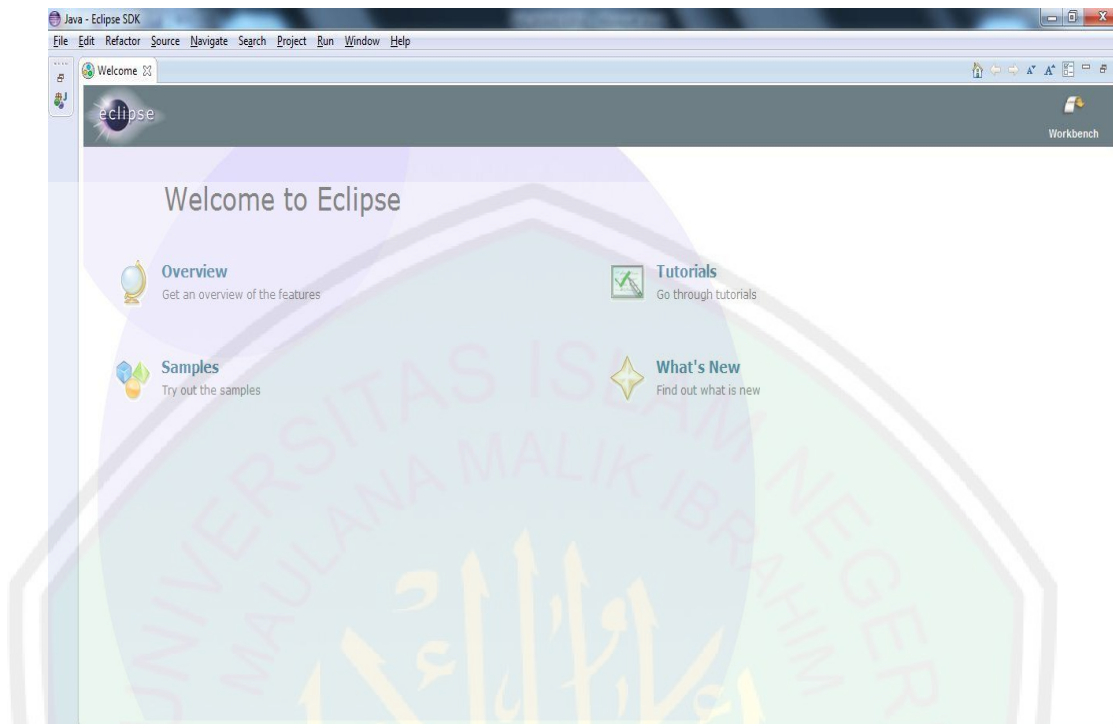 Java - Eclipse SDK
File Edit Refactor Source Navigate Search Project Run Window Help
Welcome
eclipse
Workbench
Welcome to Eclipse
Overview
Get an overview of the features
Tutorials
Go through tutorials
Samples
Try out the samples
What's New
Find out what is new
UNIVERSITAS ISLAM NEGER
MAULANA MALIK IBRAHIM